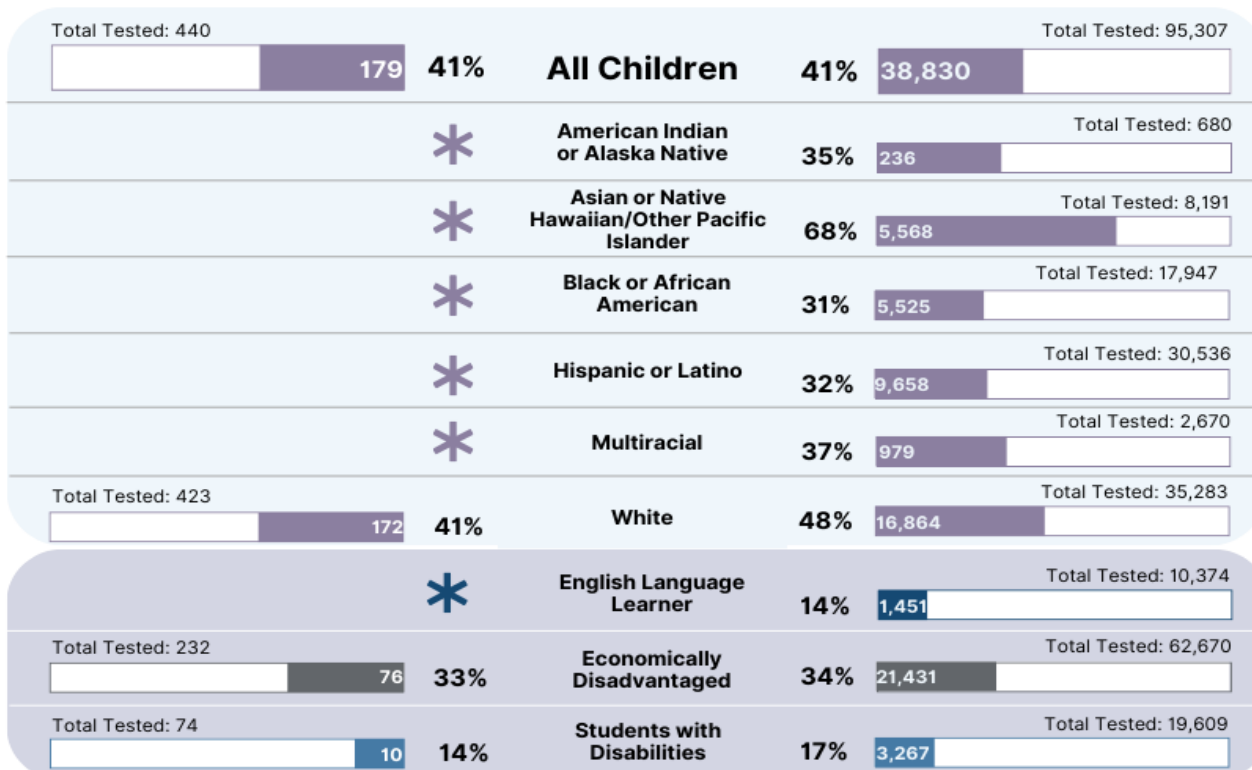 Total Tested: 440
Total Tested: 95,307
179 41% All Children 41% 38,830
Total Tested: 680
American Indian
or Alaska Native
* 35% 236
Asian or Native
Total Tested: 8,191
Hawaiian/Other Pacific
Islander
* 68% 5,568
Total Tested: 17,947
Black or African
American
* 31% 5,525
Total Tested: 30,536
* Hispanic or Latino 32% 9,658
Total Tested: 2,670
* Multiracial 37% 979
Total Tested: 423
Total Tested: 35,283
172 41% White 48% 16,864
Total Tested: 10,374
English Language
Learner
* 14% 1,451
Total Tested: 232
Total Tested: 62,670
Economically
Disadvantaged
76 33% 34% 21,431
Total Tested: 74
Total Tested: 19,609
Students with
Disabilities
10 14% 17% 3,267